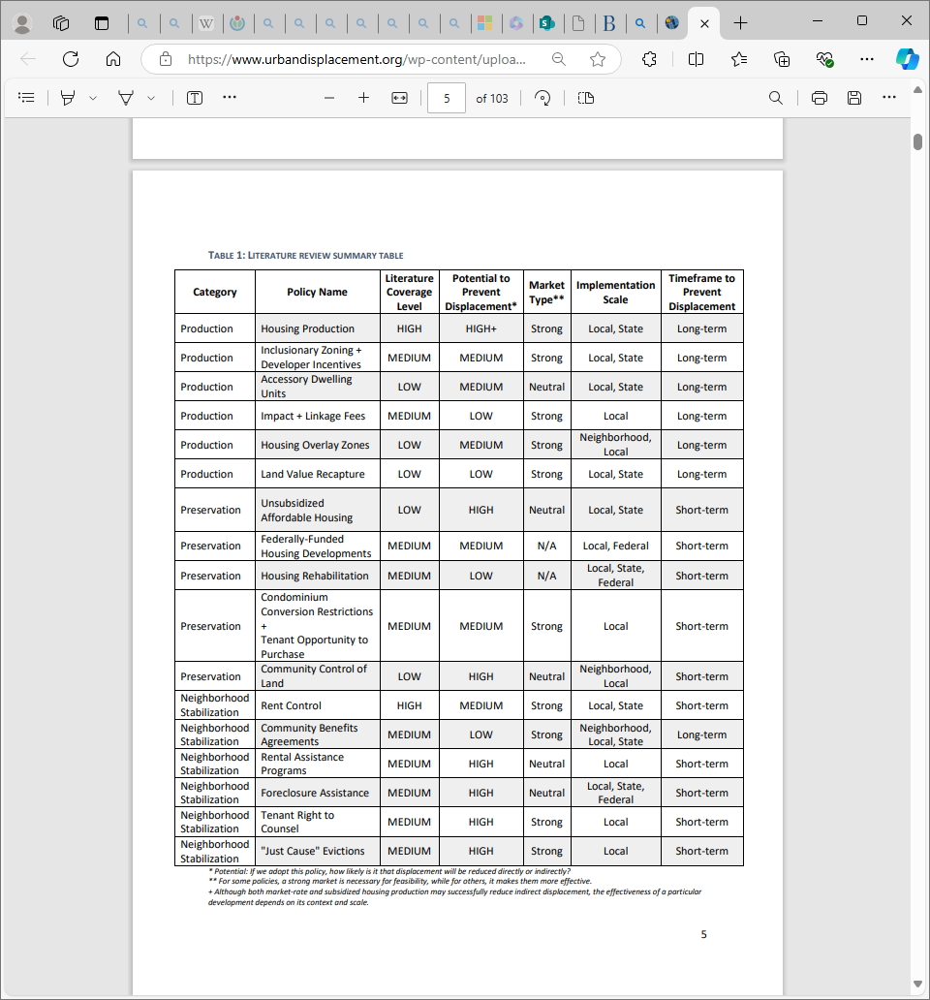 W
S
B
https://www.urbandisplacement.org/wp-content/uploa...
T
5 of 103
TABLE 1: LITERATURE REVIEW SUMMARY TABLE
Category Policy Name Literature Coverage Level Potential to Prevent Displacement* Market Type** Implementation Scale Timeframe to Prevent Displacement
Production Housing Production HIGH HIGH+ Strong Local, State Long-term
Production Inclusionary Zoning + Developer Incentives MEDIUM MEDIUM Strong Local, State Long-term
Production Accessory Dwelling Units LOW MEDIUM Neutral Local, State Long-term
Production Impact + Linkage Fees MEDIUM LOW Strong Local Long-term
Production Housing Overlay Zones LOW MEDIUM Strong Neighborhood, Local Long-term
Production Land Value Recapture LOW LOW Strong Local, State Long-term
Preservation Unsubsidized Affordable Housing LOW HIGH Neutral Local, State Short-term
Preservation Federally-Funded Housing Developments MEDIUM MEDIUM N/A Local, Federal Short-term
Preservation Housing Rehabilitation MEDIUM LOW N/A Local, State, Federal Short-term
Preservation Condominium Conversion Restrictions + Tenant Opportunity to Purchase MEDIUM MEDIUM Strong Local Short-term
Preservation Community Control of Land LOW HIGH Neutral Neighborhood, Local Short-term
Neighborhood Stabilization Rent Control HIGH MEDIUM Strong Local, State Short-term
Neighborhood Stabilization Community Benefits Agreements MEDIUM LOW Strong Neighborhood, Local, State Long-term
Neighborhood Stabilization Rental Assistance Programs MEDIUM HIGH Neutral Local Short-term
Neighborhood Stabilization Foreclosure Assistance MEDIUM HIGH Neutral Local, State, Federal Short-term
Neighborhood Stabilization Tenant Right to Counsel MEDIUM HIGH Strong Local Short-term
Neighborhood Stabilization "Just Cause" Evictions MEDIUM HIGH Strong Local Short-term
* Potential: If we adopt this policy, how likely is it that displacement will be reduced directly or indirectly?
** For some policies, a strong market is necessary for feasibility, while for others, it makes them more effective.
+ Although both market-rate and subsidized housing production may successfully reduce indirect displacement, the effectiveness of a particular
development depends on its context and scale.
5